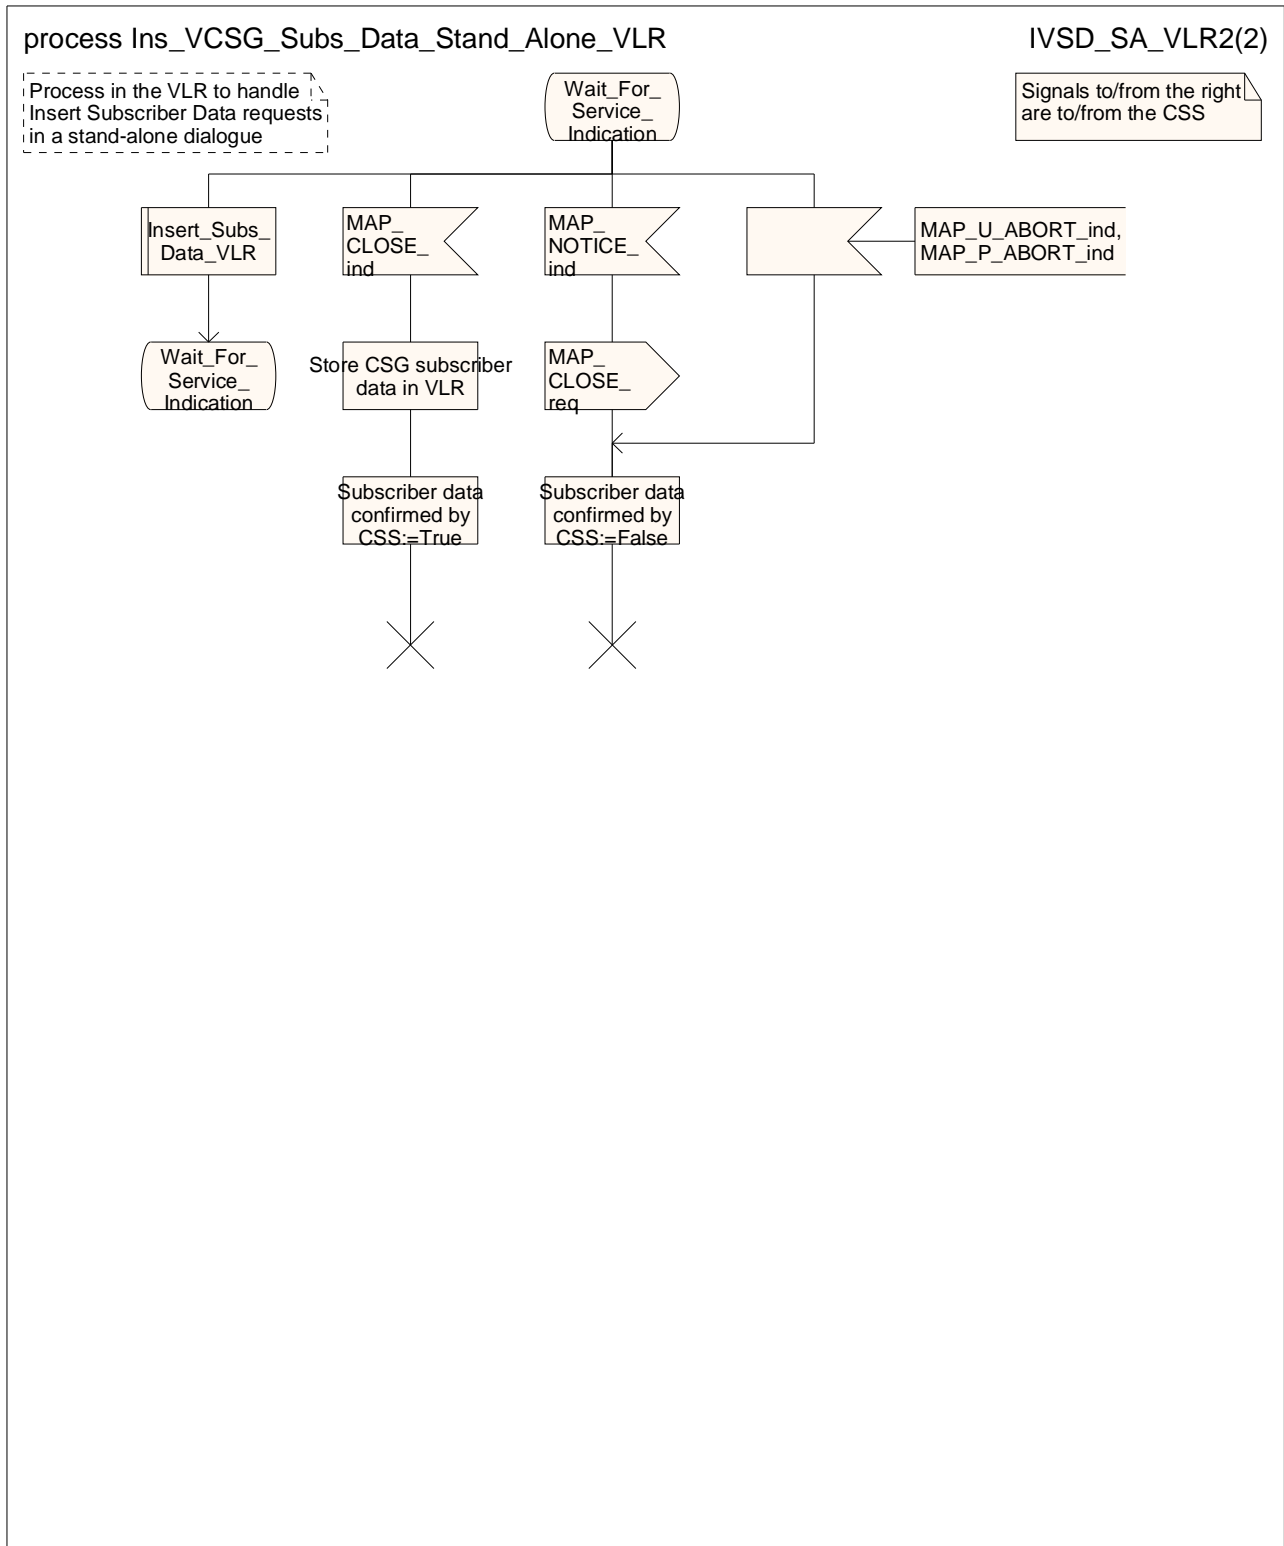 process Ins_VCSG_Subs_Data_Stand_Alone_VLR
IVSD_SA_VLR2(2)
Process in the VLR to handle
Insert Subscriber Data requests
in a stand-alone dialogue
Wait_For_
Service_
Indication
Signals to/from the right
are to/from the CSS
Insert_Subs_
Data_VLR
MAP_
CLOSE_
ind
MAP_
NOTICE_
ind
MAP_U_ABORT_ind,
MAP_P_ABORT_ind
Wait_For_
Service_
Indication
Store CSG subscriber
data in VLR
MAP_
CLOSE_
req
Subscriber data
confirmed by
CSS:=True
Subscriber data
confirmed by
CSS:=False